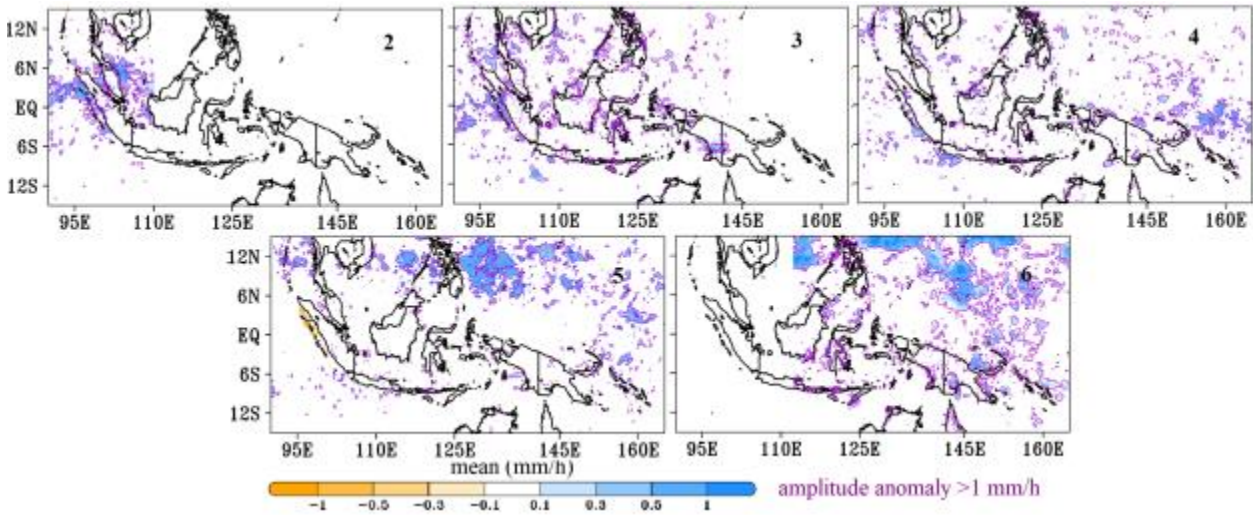 12N
6N
EQ
6S
12S
2
3
4
95E 110E 125E 145E 160E
95E 110E 125E 145E 160E
95E 110E 125E 145E 160E
12N
6N
EQ
6S
12S
5
6
95E 110E 125E 145E 160E
95E 110E 125E 145E 160E
mean (mm/h)
-1 -0.5 -0.3 -0.1 0.1 0.3 0.5 1
amplitude anomaly >1 mm/h